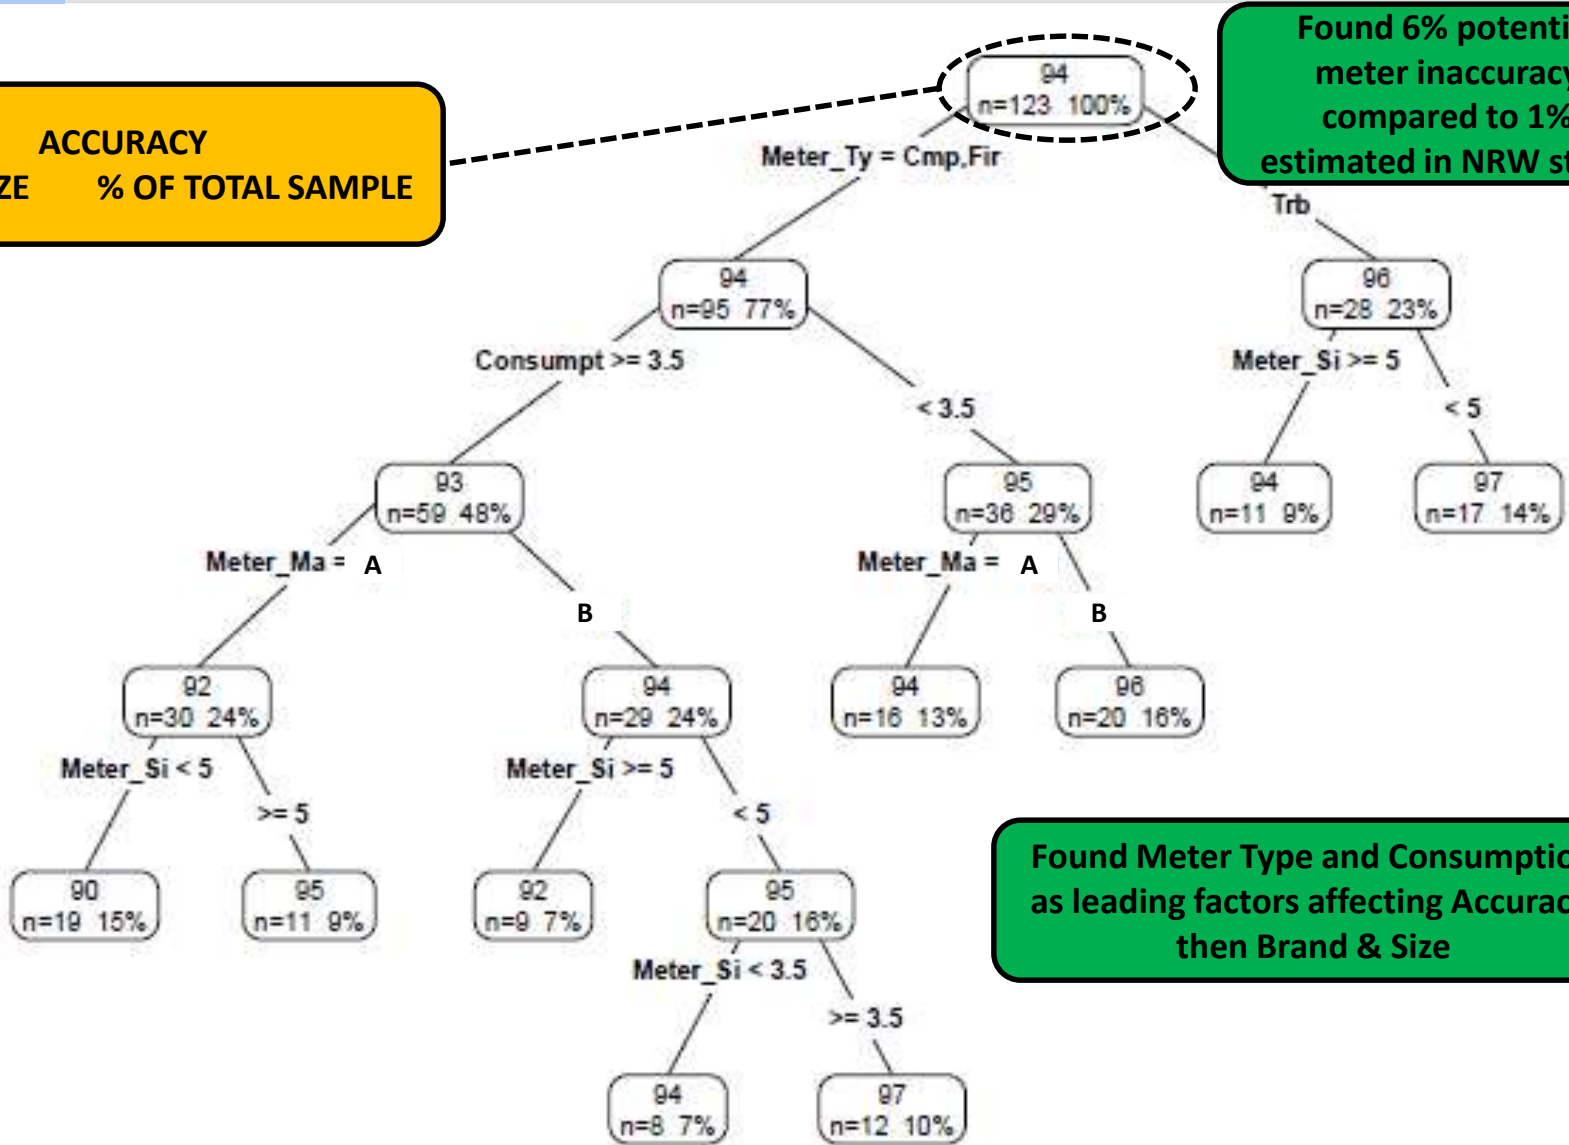 94
n=123 100%
Found 6% potenti
meter inaccuracy
compared to 1%
estimated in NRW st
ACCURACY
ZE % OF TOTAL SAMPLE
Meter_Ty = Cmp,Fir
Trb
94
n=95 77%
96
n=28 23%
Consumpt >= 3.5
< 3.5
Meter_Si >= 5
< 5
93
n=59 48%
95
n=36 29%
94
n=11 9%
97
n=17 14%
Meter_Ma = A
B
Meter_Ma = A
B
92
n=30 24%
94
n=29 24%
94
n=16 13%
96
n=20 16%
Meter_Si < 5
>= 5
Meter_Si >= 5
< 5
90
n=19 15%
95
n=11 9%
92
n=9 7%
95
n=20 16%
Found Meter Type and Consumptio
as leading factors affecting Accurac
then Brand & Size
Meter_Si < 3.5
>= 3.5
94
n=8 7%
97
n=12 10%